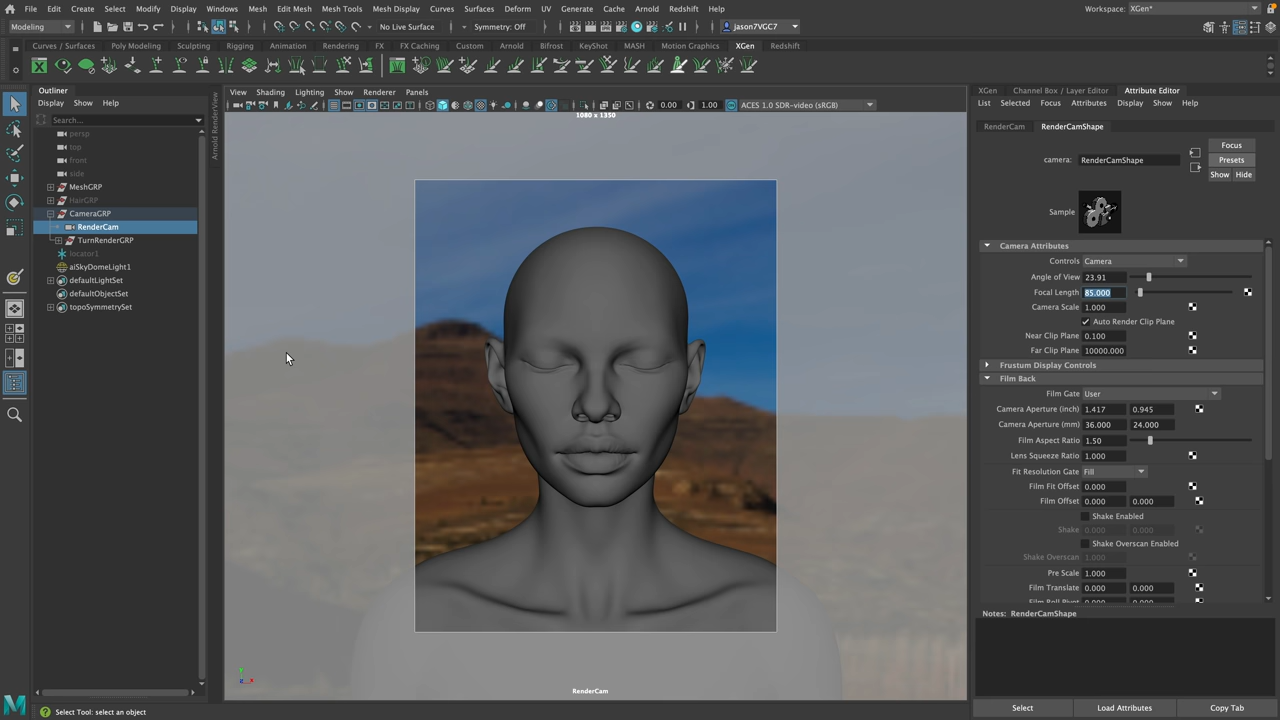 File Edit Create Select Modify Display Windows Mesh Edit Mesh Mesh Tools Mesh Display Curves Surfaces Deform UV Generate Cache Arnold Redshift Help Workspace: XGen*
Modeling No Live Surface Symmetry: Off jason7VGC7
Curves / Surfaces Poly Modeling Sculpting Rigging Animation Rendering FX FX Caching Custom Arnold Bifrost KeyShot MASH Motion Graphics XGen Redshift
Outliner
Display Show Help
Search...
persp
top
front
side
MeshGRP
HairGRP
CameraGRP
RenderCam
TurnRenderGRP
locator1
aiSkyDomeLight1
defaultLightSet
defaultObjectSet
topoSymmetrySet
Arnold RenderView
View Shading Lighting Show Renderer Panels
0.00 1.00 ACES 1.0 SDR-video (sRGB)
1080 x 1350
RenderCam
XGen Channel Box / Layer Editor Attribute Editor
List Selected Focus Attributes Display Show Help
RenderCam RenderCamShape
Focus
camera: RenderCamShape Presets
Show Hide
Sample
Camera Attributes
Controls Camera
Angle of View 23.91
Focal Length 85.000
Camera Scale 1.000
Auto Render Clip Plane
Near Clip Plane 0.100
Far Clip Plane 10000.000
Frustum Display Controls
Film Back
Film Gate User
Camera Aperture (inch) 1.417 0.945
Camera Aperture (mm) 36.000 24.000
Film Aspect Ratio 1.50
Lens Squeeze Ratio 1.000
Fit Resolution Gate Fill
Film Fit Offset 0.000
Film Offset 0.000 0.000
Shake Enabled
Shake 0.000 0.000
Shake Overscan Enabled
Shake Overscan 1.000
Pre Scale 1.000
Film Translate 0.000 0.000
Film Roll Pivot 0.000 0.000
Notes: RenderCamShape
Select Load Attributes Copy Tab
Select Tool: select an object